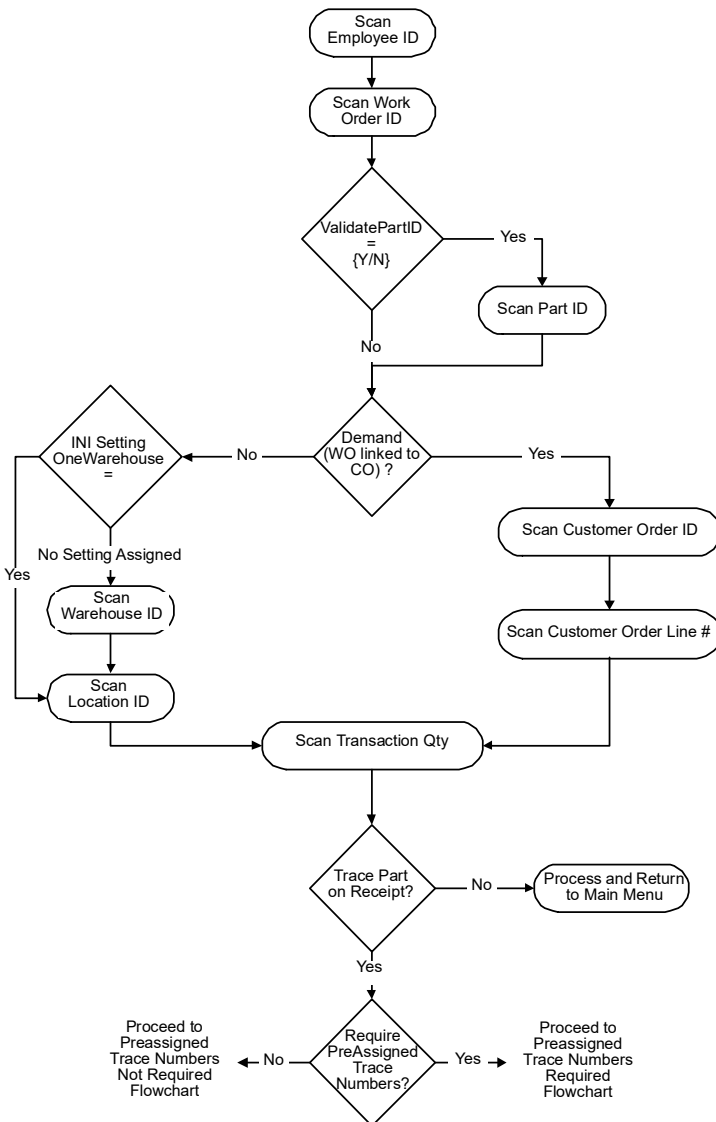 Scan
Employee ID
Scan Work
Order ID
ValidatePartID
=
{Y/N}
Yes
Scan Part ID
No
INI Setting
OneWarehouse
=
No
Demand
(WO linked to
CO) ?
Yes
Scan Customer Order ID
No Setting Assigned
Yes
Scan
Warehouse ID
Scan Customer Order Line #
Scan
Location ID
Scan Transaction Qty
Trace Part
on Receipt?
No
Process and Return
to Main Menu
Yes
Proceed to
Preassigned
Trace Numbers
Not Required
Flowchart
No
Require
PreAssigned
Trace
Numbers?
Yes
Proceed to
Preassigned
Trace Numbers
Required
Flowchart